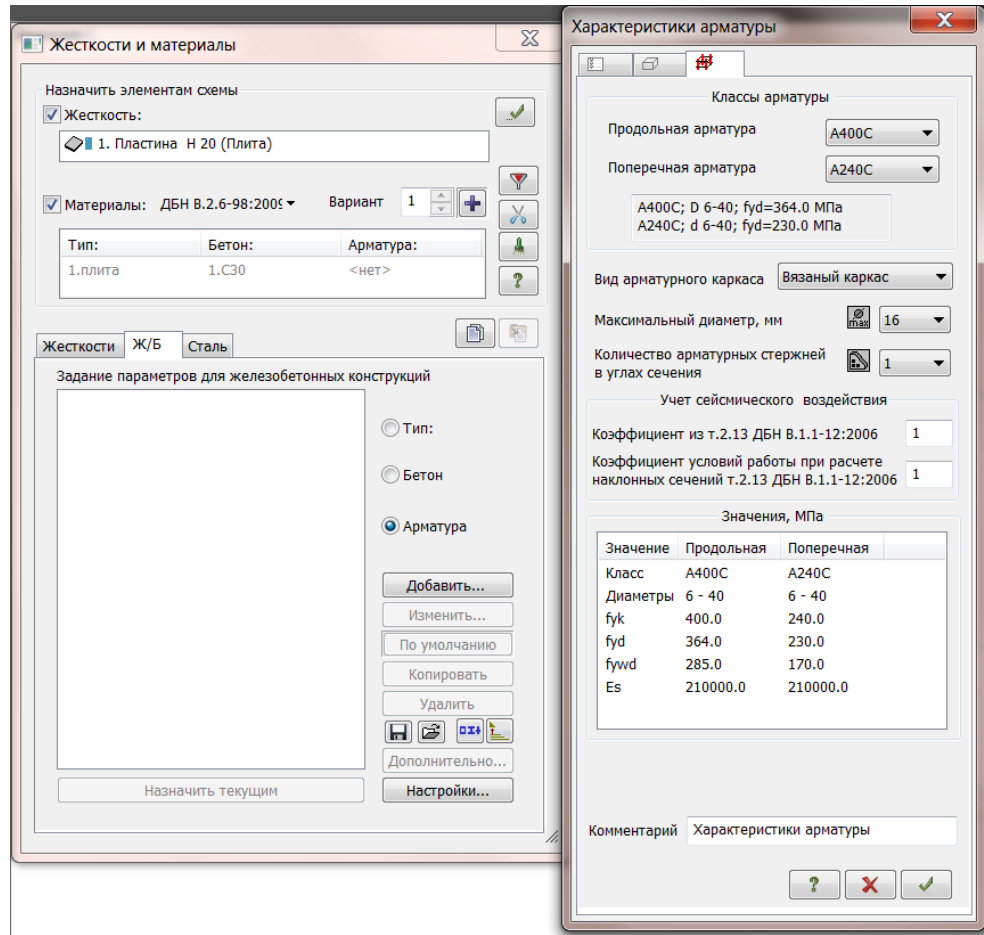 Жесткости и материалы
Назначить элементам схемы
Жесткость:
1. Пластина Н 20 (Плита)
Материалы: ДБН В.2.6-98:2009 Вариант 1
Тип: Бетон: Арматура:
1.плита 1.С30 <нет>
Жесткости Ж/Б Сталь
Задание параметров для железобетонных конструкций
Тип:
Бетон
Арматура
Добавить...
Изменить...
По умолчанию
Копировать
Удалить
Дополнительно...
Назначить текущим Настройки...
Характеристики арматуры
Классы арматуры
Продольная арматура A400C
Поперечная арматура A240C
A400C; D 6-40; fyd=364.0 МПа
A240C; d 6-40; fyd=230.0 МПа
Вид арматурного каркаса Вязаный каркас
Максимальный диаметр, мм max 16
Количество арматурных стержней
в углах сечения 1
Учет сейсмического воздействия
Коэффициент из т.2.13 ДБН В.1.1-12:2006 1
Коэффициент условий работы при расчете
наклонных сечений т.2.13 ДБН В.1.1-12:2006 1
Значения, МПа
Значение Продольная Поперечная
Класс A400C A240C
Диаметры 6 - 40 6 - 40
fyk 400.0 240.0
fyd 364.0 230.0
fywd 285.0 170.0
Es 210000.0 210000.0
Комментарий Характеристики арматуры